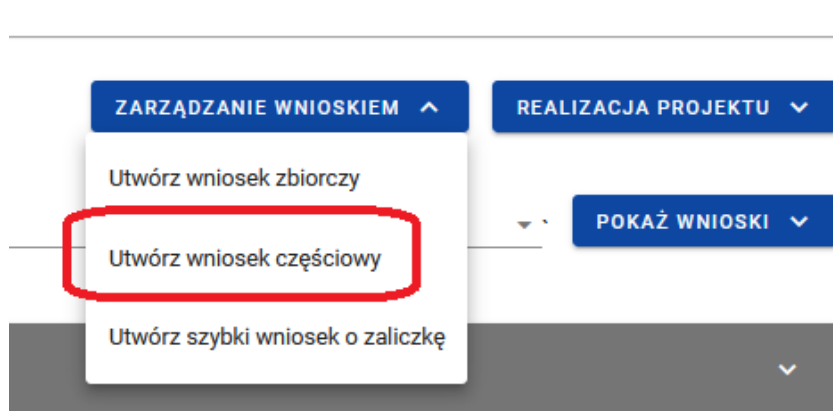 ZARZĄDZANIE WNIOSKIEM
REALIZACJA PROJEKTU
Utwórz wniosek zbiorczy
POKAŻ WNIOSKI
Utwórz wniosek częściowy
Utwórz szybki wniosek o zaliczkę